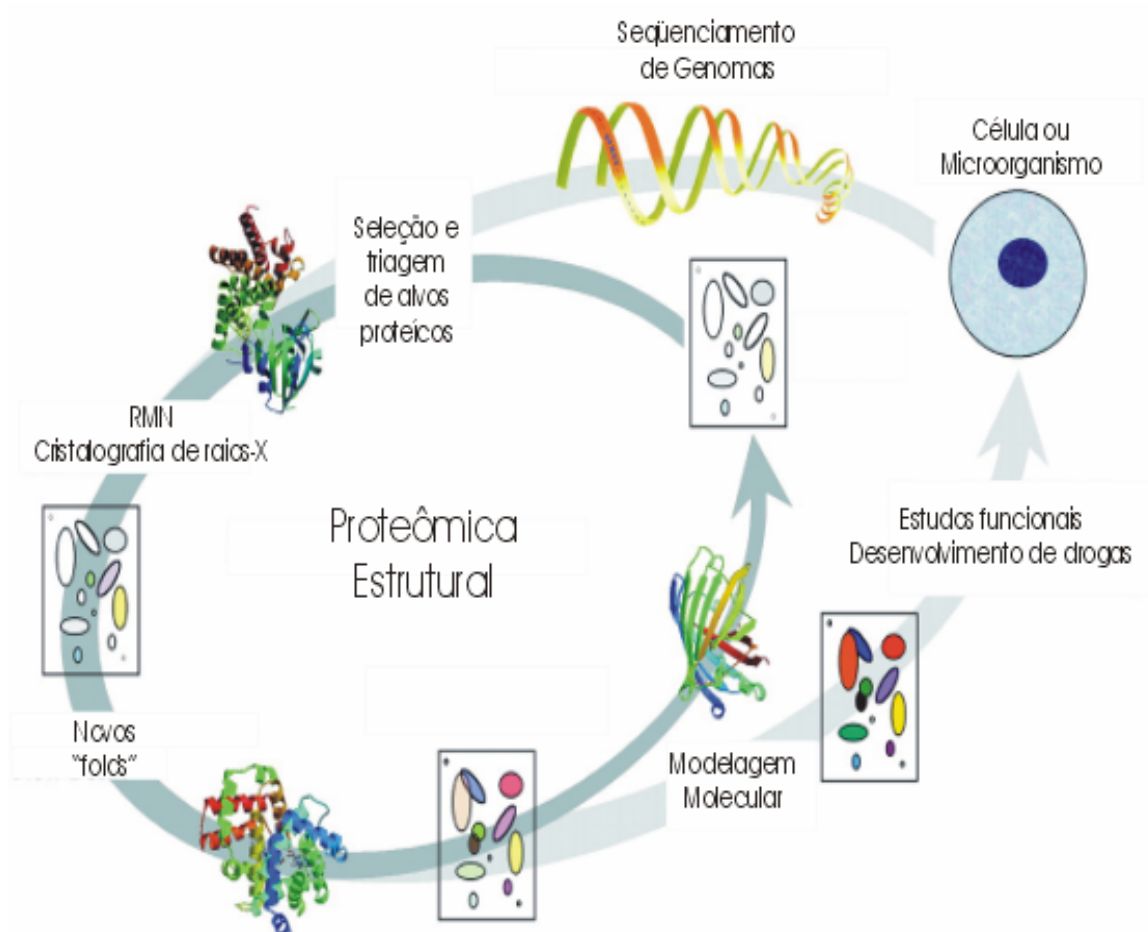 Seqüenciamento
de Genomas
Célula ou
Microorganismo
Seleção e
triagem
de alvos
proteícos
RMN
Cristalografia de raios-X
Proteômica
Estrutural
Estudos funcionais
Desenvolvimento de drogas
Novos
"folds"
Modelagem
Molecular